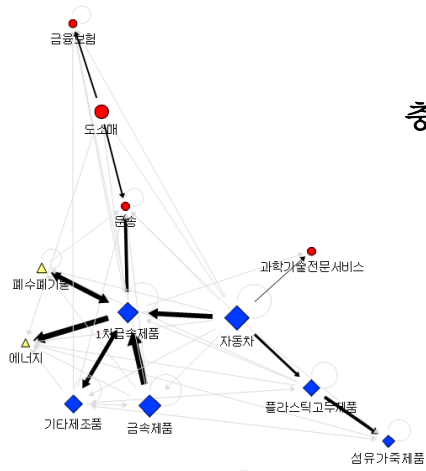 금융보험
충
도소매
운송
과학기술전문서비스
폐수폐기물
1차금속제품
자동차
에너지
플라스틱고무제품
기타제조품
금속제품
섬유가죽제품